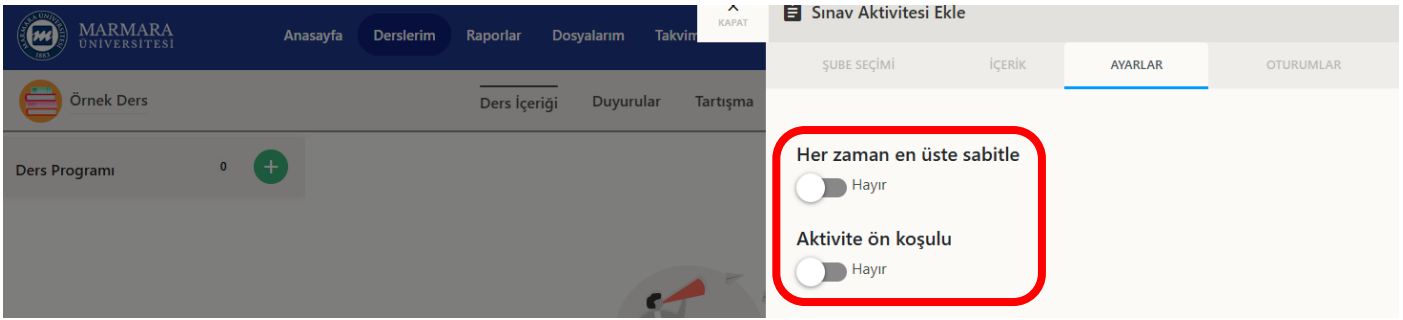 MARMARA
ÜNİVERSİTESİ
Anasayfa Derslerim Raporlar Dosyalarım Takvim
KAPAT
Örnek Ders
Ders İçeriği Duyurular Tartışma
Ders Programı 0
Sınav Aktivitesi Ekle
ŞUBE SEÇİMİ İÇERİK AYARLAR OTURUMLAR
Her zaman en üste sabitle
Hayır
Aktivite ön koşulu
Hayır